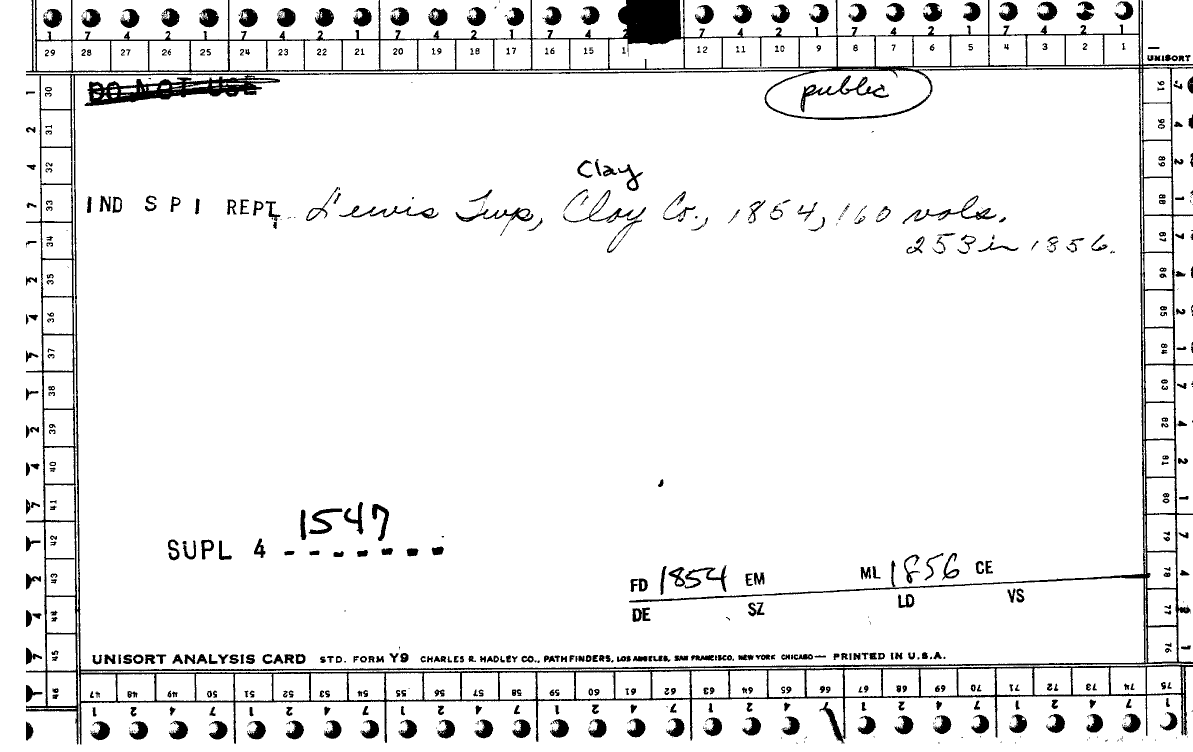 1 7 4 2 1 7 4 2 1 7 4 2 1 7 4 2 7 4 2 1 7 4 2 1 7 4 2 1
29 28 27 26 25 24 23 22 21 20 19 18 17 16 15 12 11 10 9 8 7 6 5 4 3 2 1
UNISORT
DO NOT USE
public
Clay
IND SPI REPT Lewis Twp, Clay Co., 1854, 160 vols.
253 in 1856.
1547
SUPL 4 - - - - - - -
FD 1854 EM ML 1856 CE
DE SZ LD VS
UNISORT ANALYSIS CARD STD. FORM Y9 CHARLES R. HADLEY CO., PATHFINDERS, LOS ANGELES, SAN FRANCISCO, NEW YORK CHICAGO — PRINTED IN U.S.A.
30 31 32 33 34 35 36 37 38 39 40 41 42 43 44 45 46
91 90 89 88 87 86 85 84 83 82 81 80 79 78 77 76
47 48 49 50 51 52 53 54 55 56 57 58 59 60 61 62 63 64 65 66 67 68 69 70 71 72 73 74 75